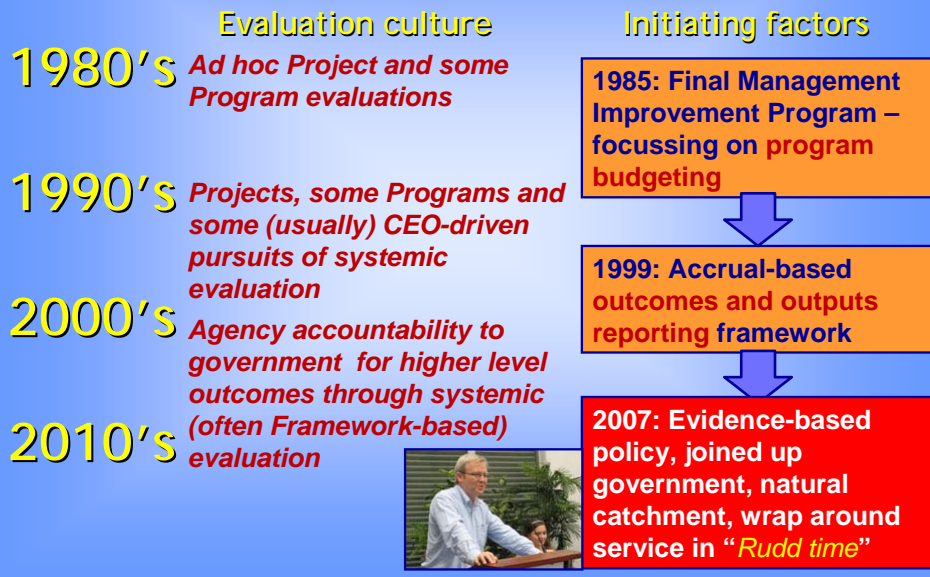 Evaluation culture
Initiating factors
1980's
Ad hoc Project and some
Program evaluations
1985: Final Management
Improvement Program –
focussing on program
budgeting
1990's
Projects, some Programs and
some (usually) CEO-driven
pursuits of systemic
evaluation
1999: Accrual-based
outcomes and outputs
reporting framework
2000's
Agency accountability to
government for higher level
outcomes through systemic
(often Framework-based)
evaluation
2010's
2007: Evidence-based
policy, joined up
government, natural
catchment, wrap around
service in “Rudd time”